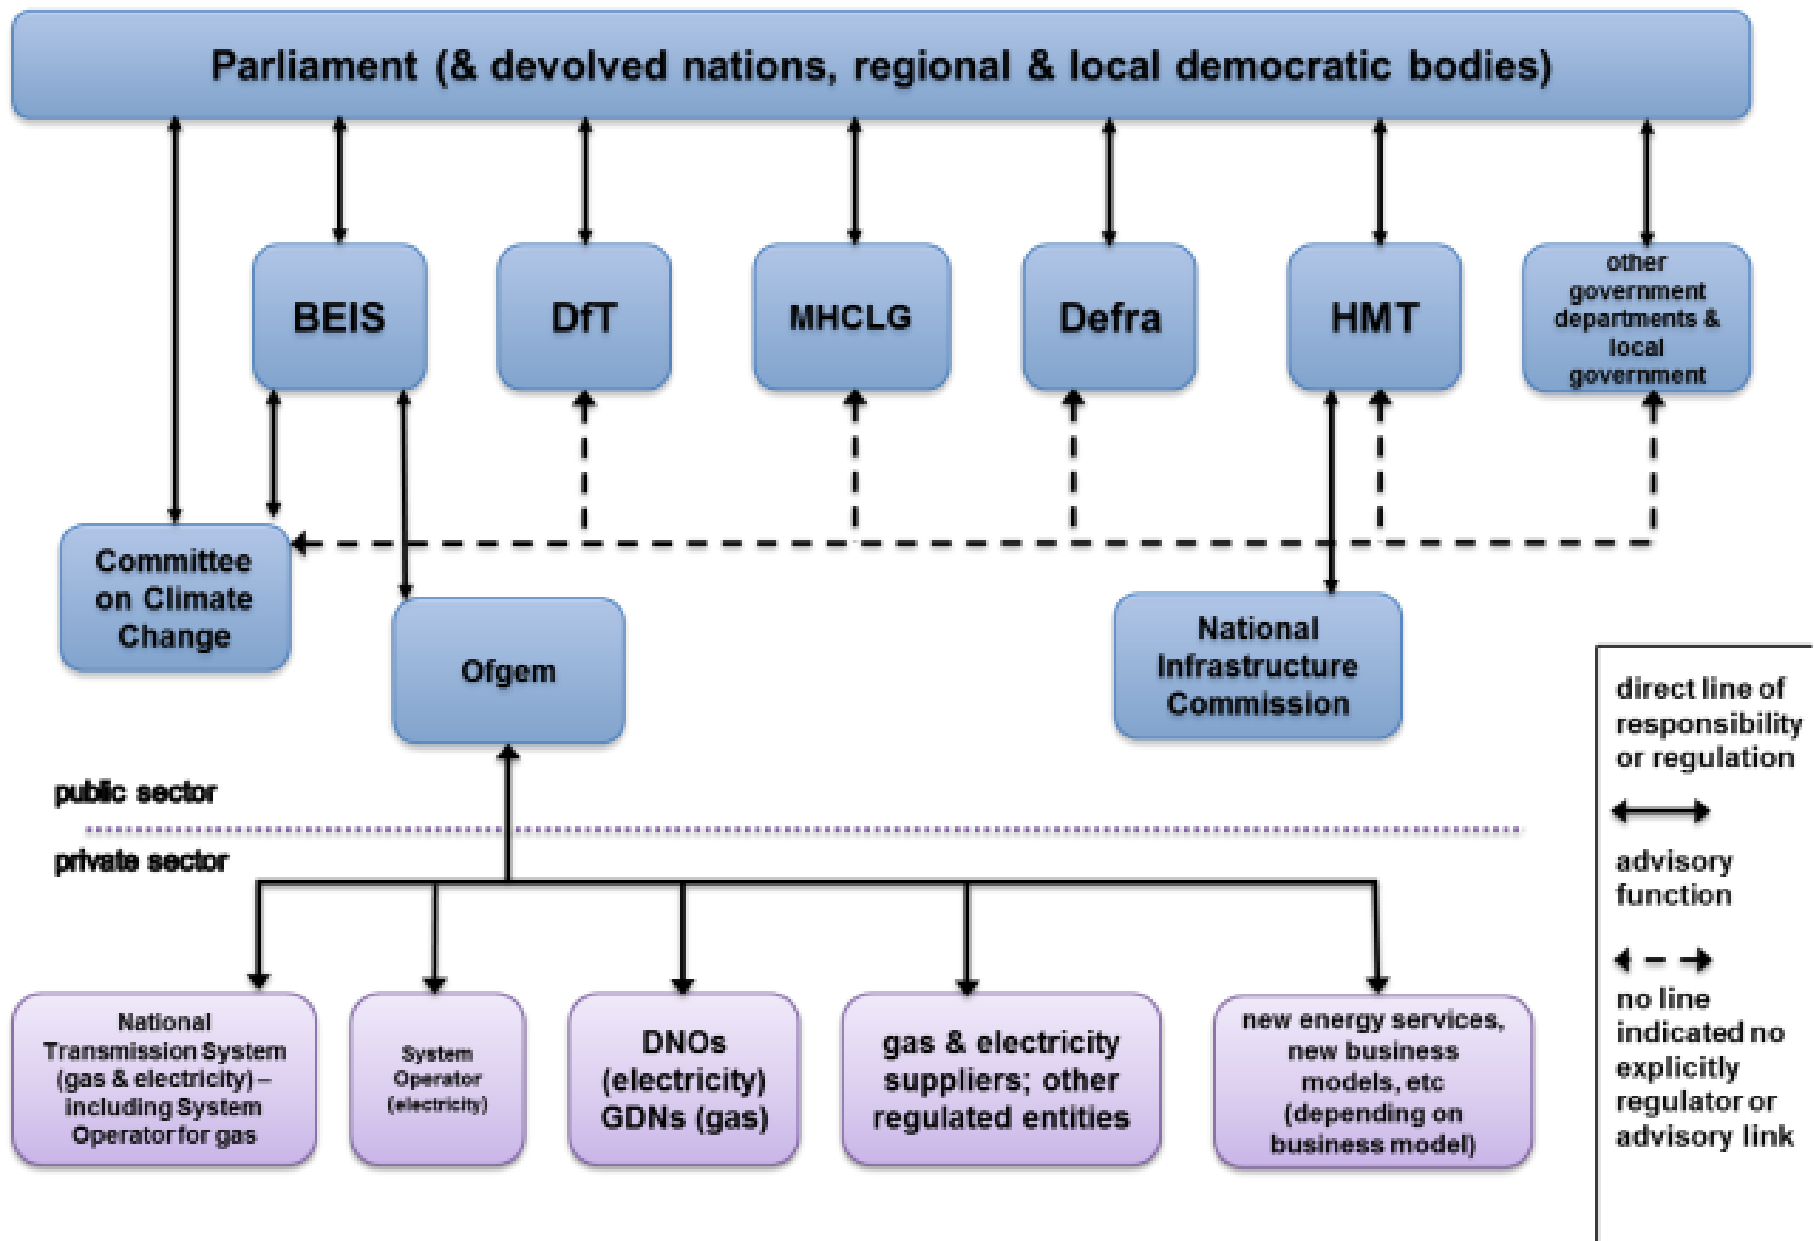 Parliament (& devolved nations, regional & local democratic bodies)
BEIS
DfT
MHCLG
Defra
HMT
other
government
departments &
local
government
Committee
on Climate
Change
Ofgem
National
Infrastructure
Commission
public sector
private sector
National
Transmission System
(gas & electricity) –
including System
Operator for gas
System
Operator
(electricity)
DNOs
(electricity)
GDNs (gas)
gas & electricity
suppliers; other
regulated entities
new energy services,
new business
models, etc
(depending on
business model)
direct line of
responsibility
or regulation
advisory
function
no line
indicated no
explicitly
regulator or
advisory link